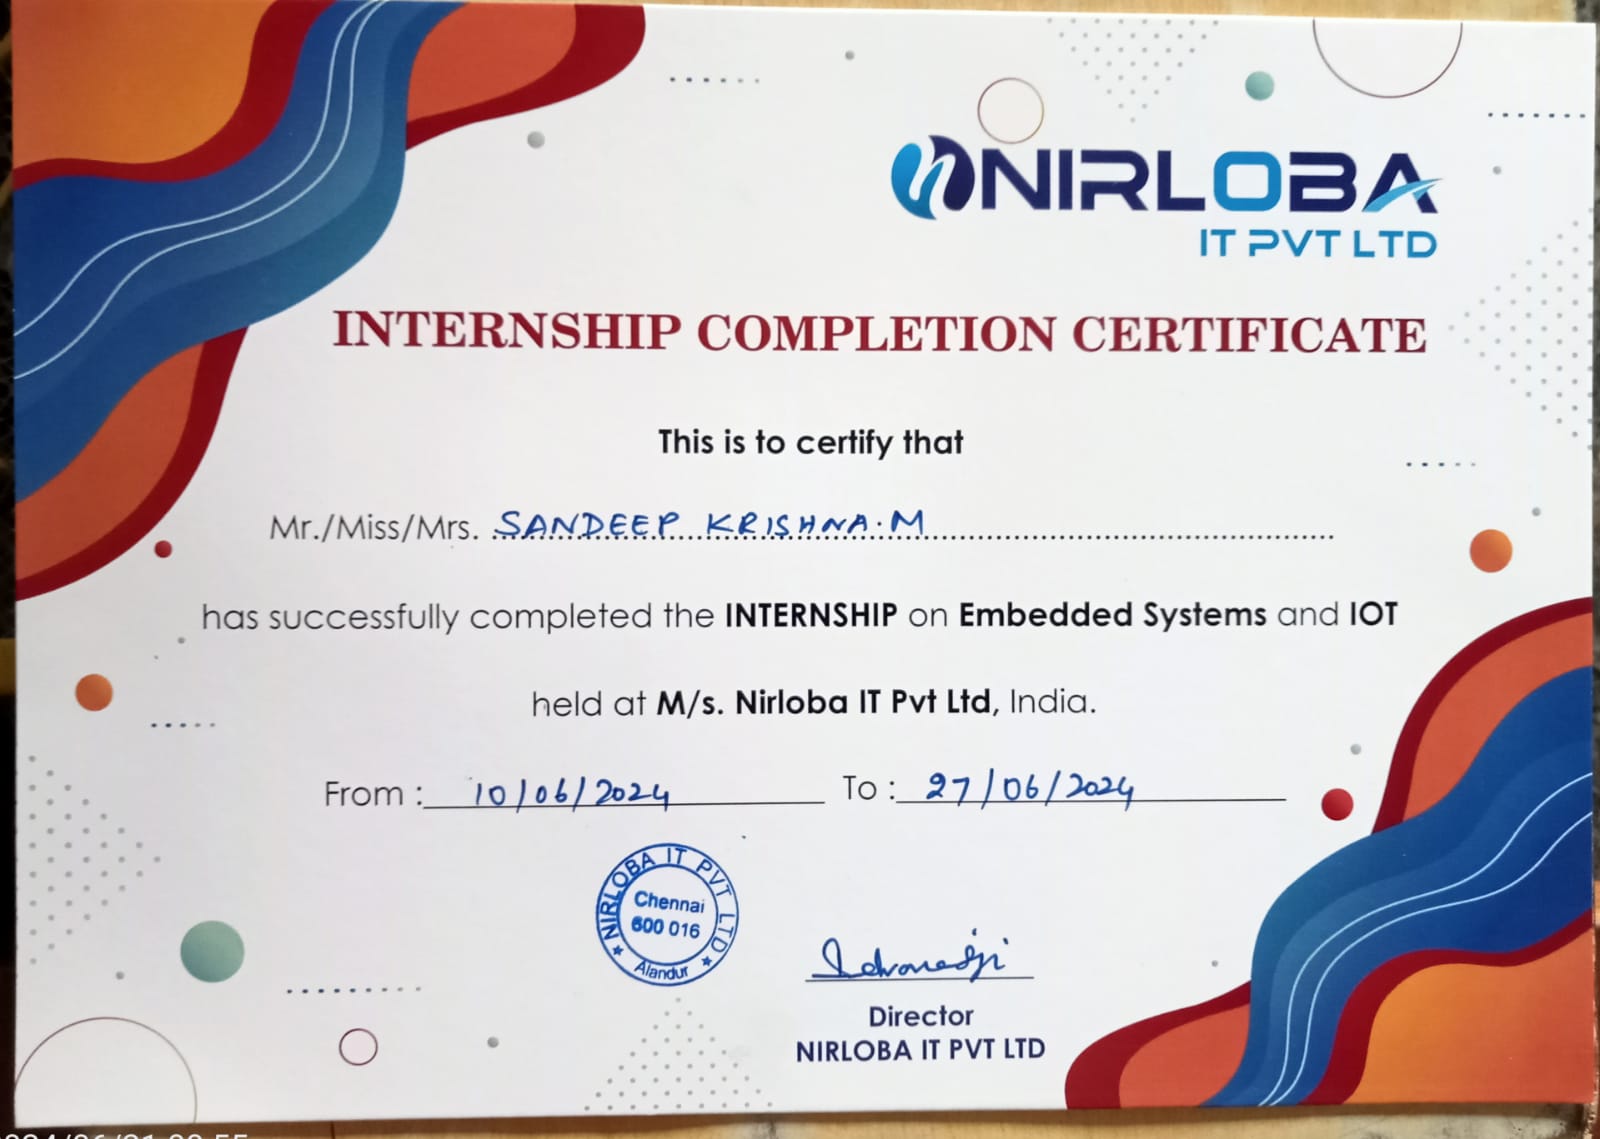 NIRLOBA
IT PVT LTD
INTERNSHIP COMPLETION CERTIFICATE
This is to certify that
Mr./Miss/Mrs. SANDEEP KRISHNA.M
has successfully completed the INTERNSHIP on Embedded Systems and IOT
held at M/s. Nirloba IT Pvt Ltd, India.
From : 10/06/2024 To : 27/06/2024
NIRLOBA IT PVT LTD
Chennai
600 016
Alandur
Director
NIRLOBA IT PVT LTD